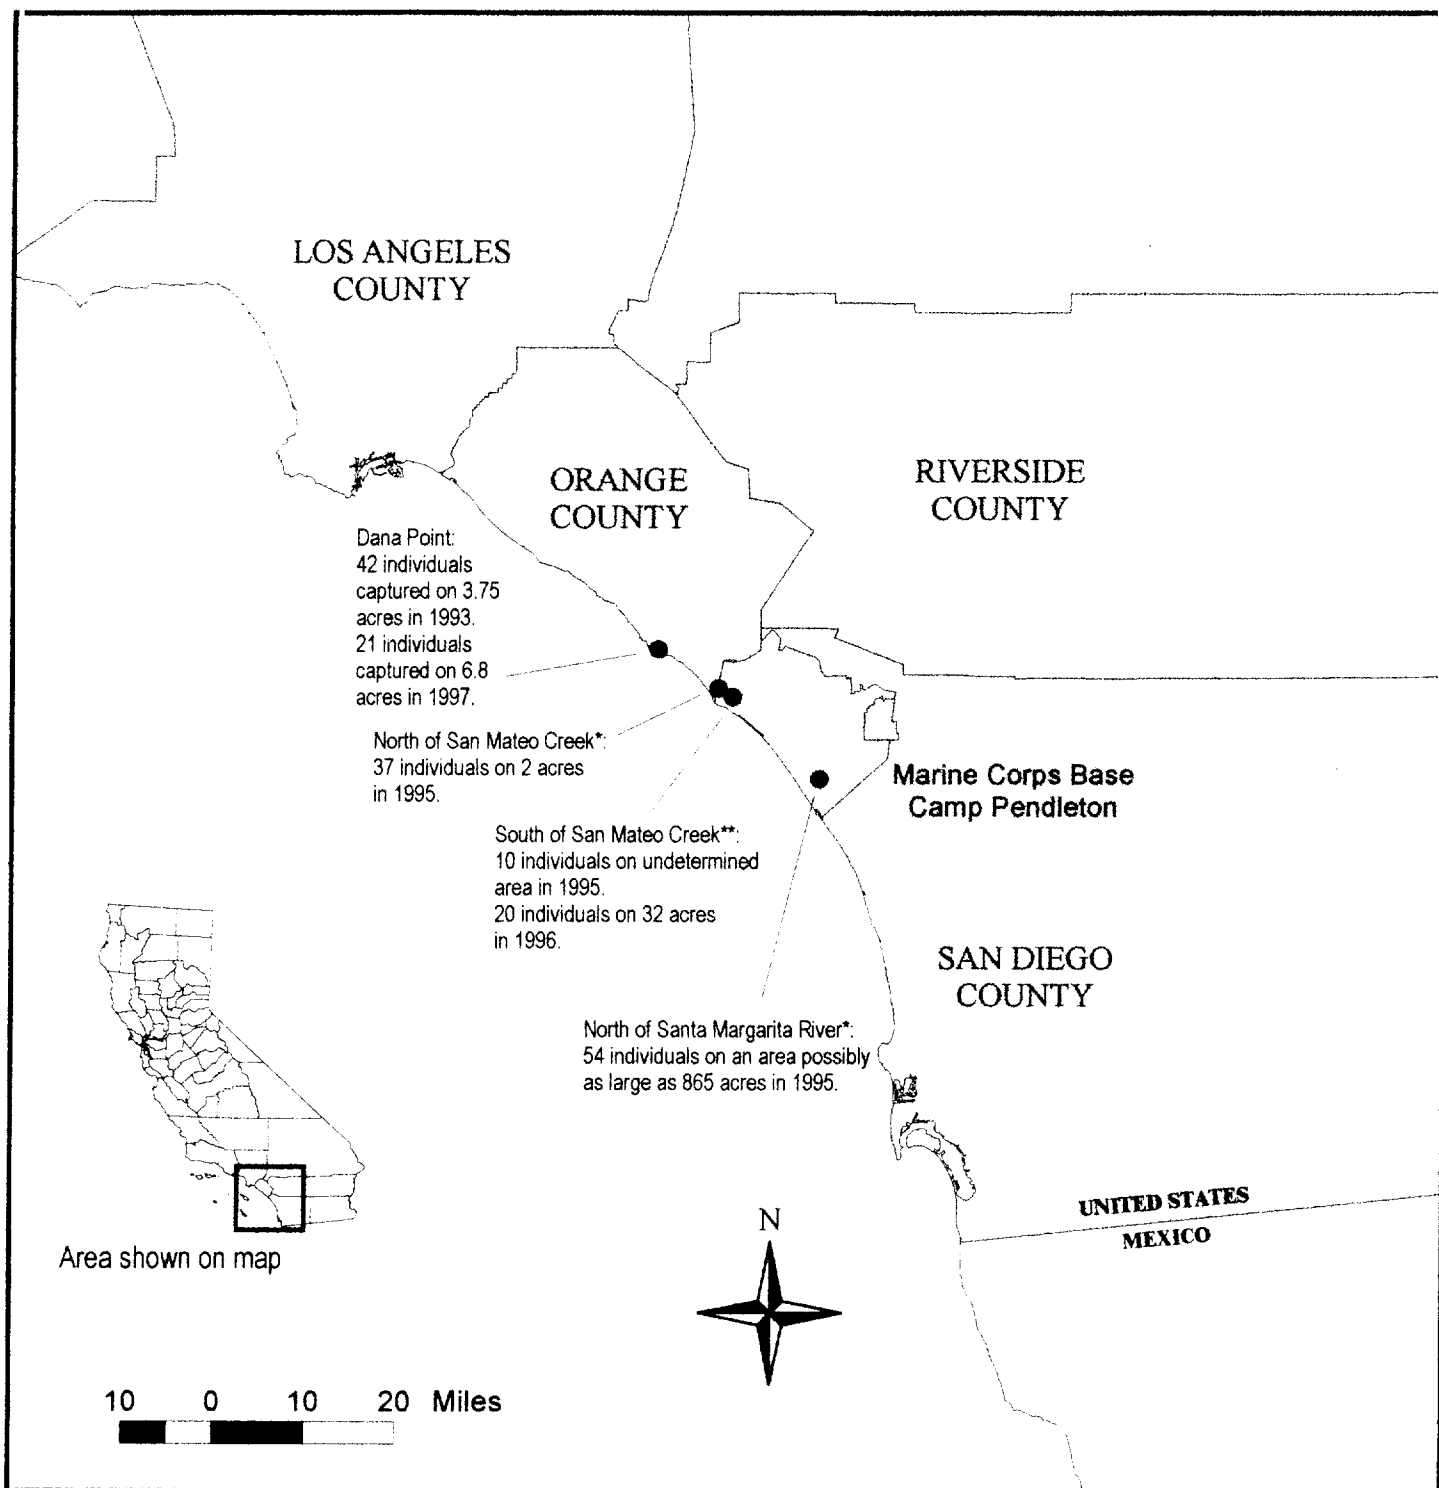 LOS ANGELES
COUNTY
ORANGE
COUNTY
RIVERSIDE
COUNTY
Dana Point:
42 individuals
captured on 3.75
acres in 1993.
21 individuals
captured on 6.8
acres in 1997.
North of San Mateo Creek*:
37 individuals on 2 acres
in 1995.
Marine Corps Base
Camp Pendleton
South of San Mateo Creek**:
10 individuals on undetermined
area in 1995.
20 individuals on 32 acres
in 1996.
SAN DIEGO
COUNTY
North of Santa Margarita River*:
54 individuals on an area possibly
as large as 865 acres in 1995.
UNITED STATES
MEXICO
N
Area shown on map
10 0 10 20 Miles